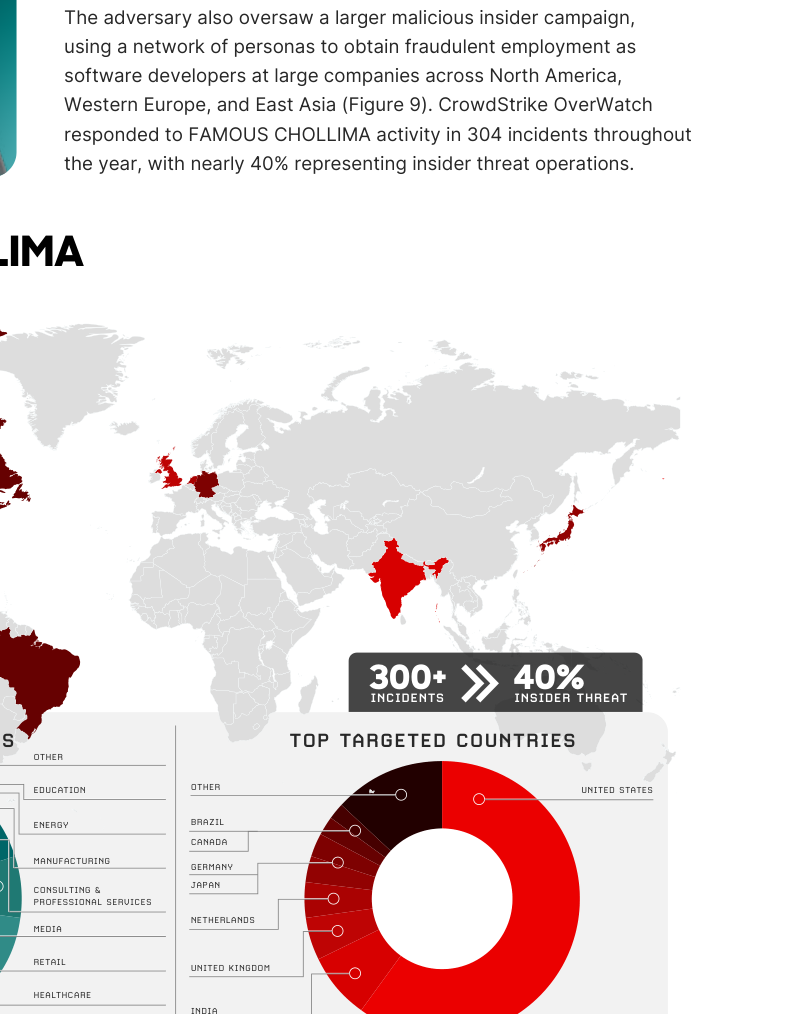 The adversary also oversaw a larger malicious insider campaign,
using a network of personas to obtain fraudulent employment as
software developers at large companies across North America,
Western Europe, and East Asia (Figure 9). CrowdStrike OverWatch
responded to FAMOUS CHOLLIMA activity in 304 incidents throughout
the year, with nearly 40% representing insider threat operations.
LIMA
300+
INCIDENTS
40%
INSIDER THREAT
S
OTHER
EDUCATION
ENERGY
MANUFACTURING
CONSULTING &
PROFESSIONAL SERVICES
MEDIA
RETAIL
HEALTHCARE
TOP TARGETED COUNTRIES
OTHER
BRAZIL
CANADA
GERMANY
JAPAN
NETHERLANDS
UNITED KINGDOM
INDIA
UNITED STATES